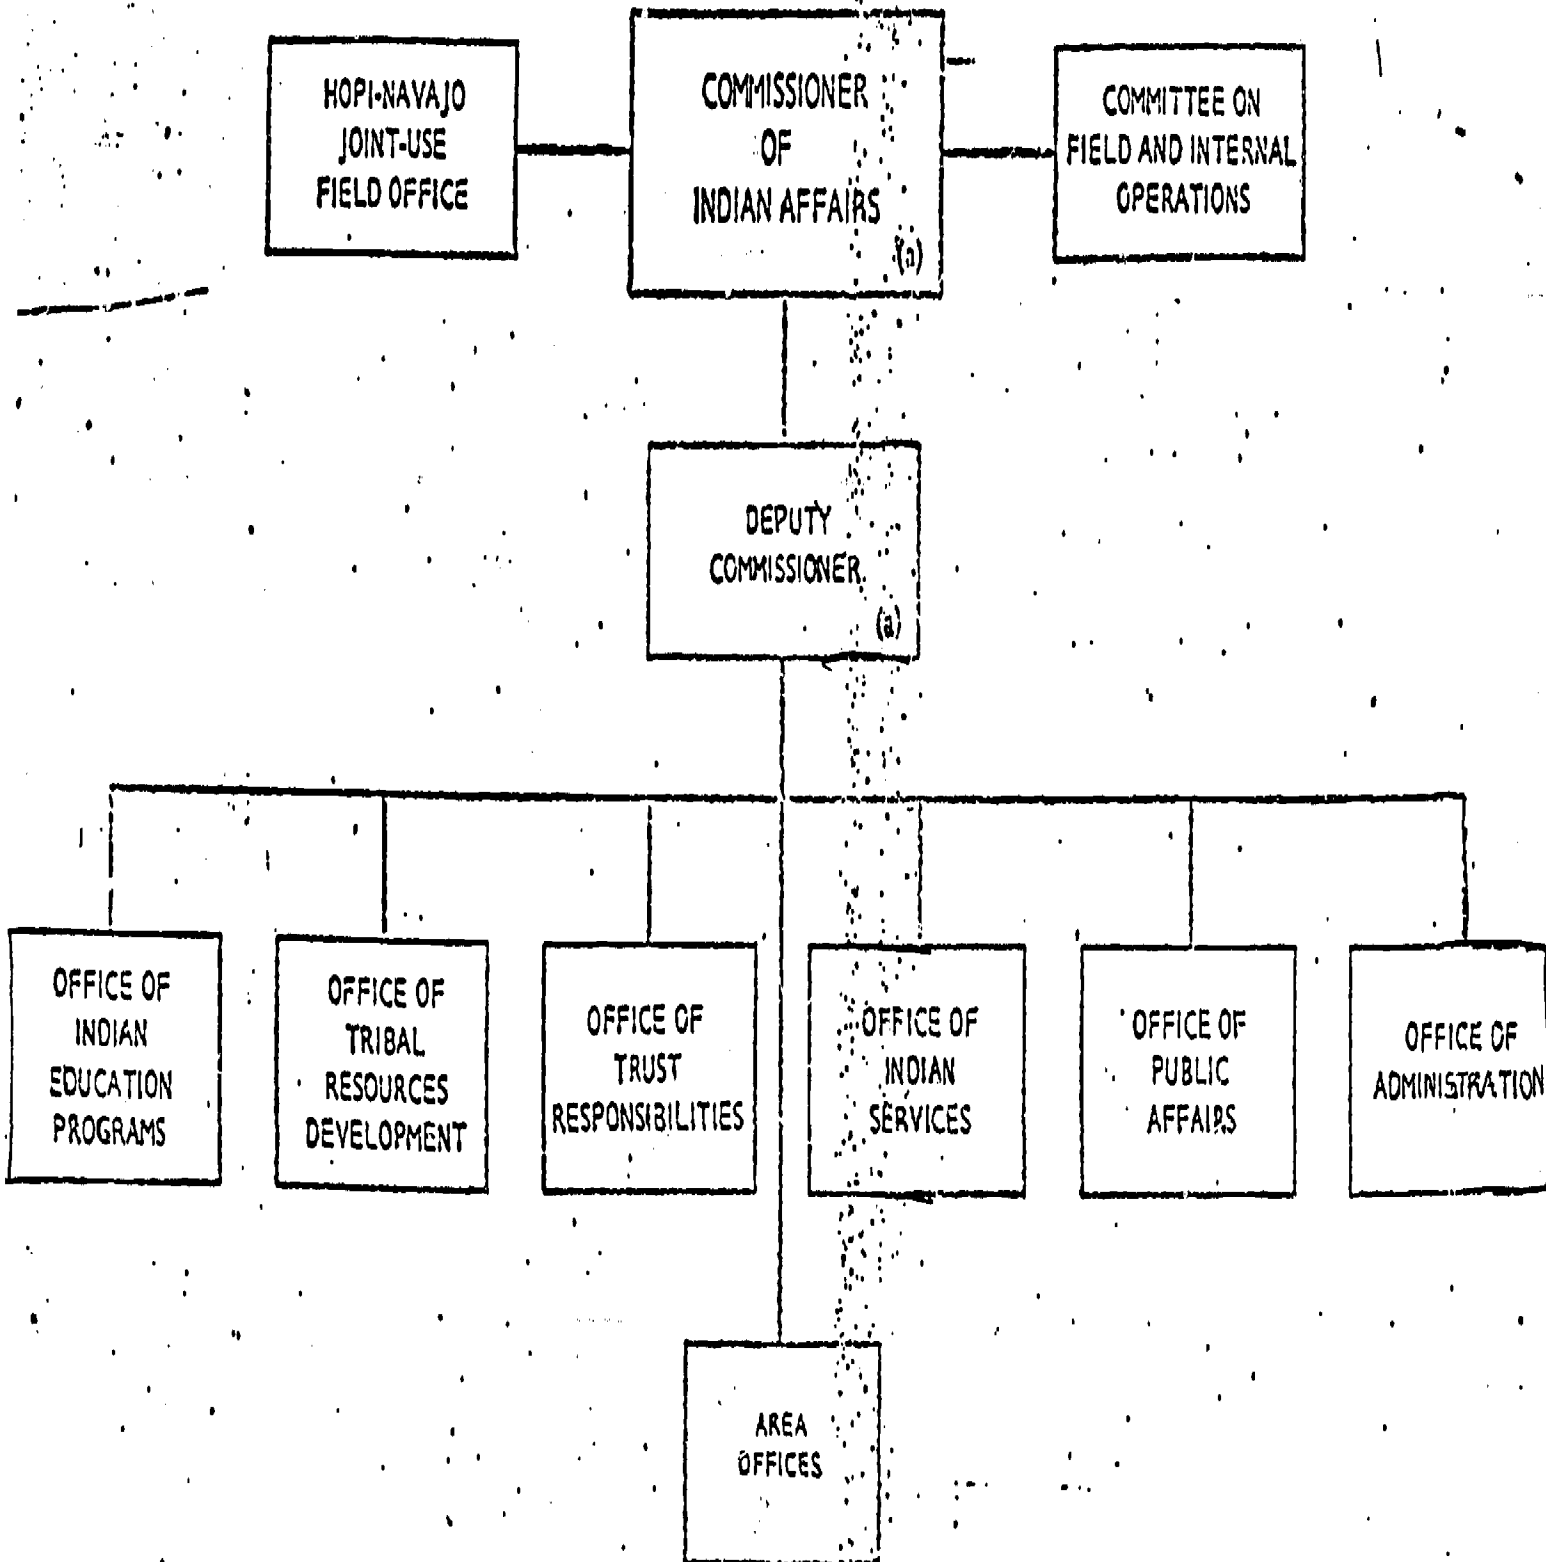 HOPI-NAVAJO
JOINT-USE
FIELD OFFICE
COMMISSIONER
OF
INDIAN AFFAIRS
(a)
COMMITTEE ON
FIELD AND INTERNAL
OPERATIONS
DEPUTY
COMMISSIONER
(a)
OFFICE OF
INDIAN
EDUCATION
PROGRAMS
OFFICE OF
TRIBAL
RESOURCES
DEVELOPMENT
OFFICE OF
TRUST
RESPONSIBILITIES
OFFICE OF
INDIAN
SERVICES
OFFICE OF
PUBLIC
AFFAIRS
OFFICE OF
ADMINISTRATION
AREA
OFFICES